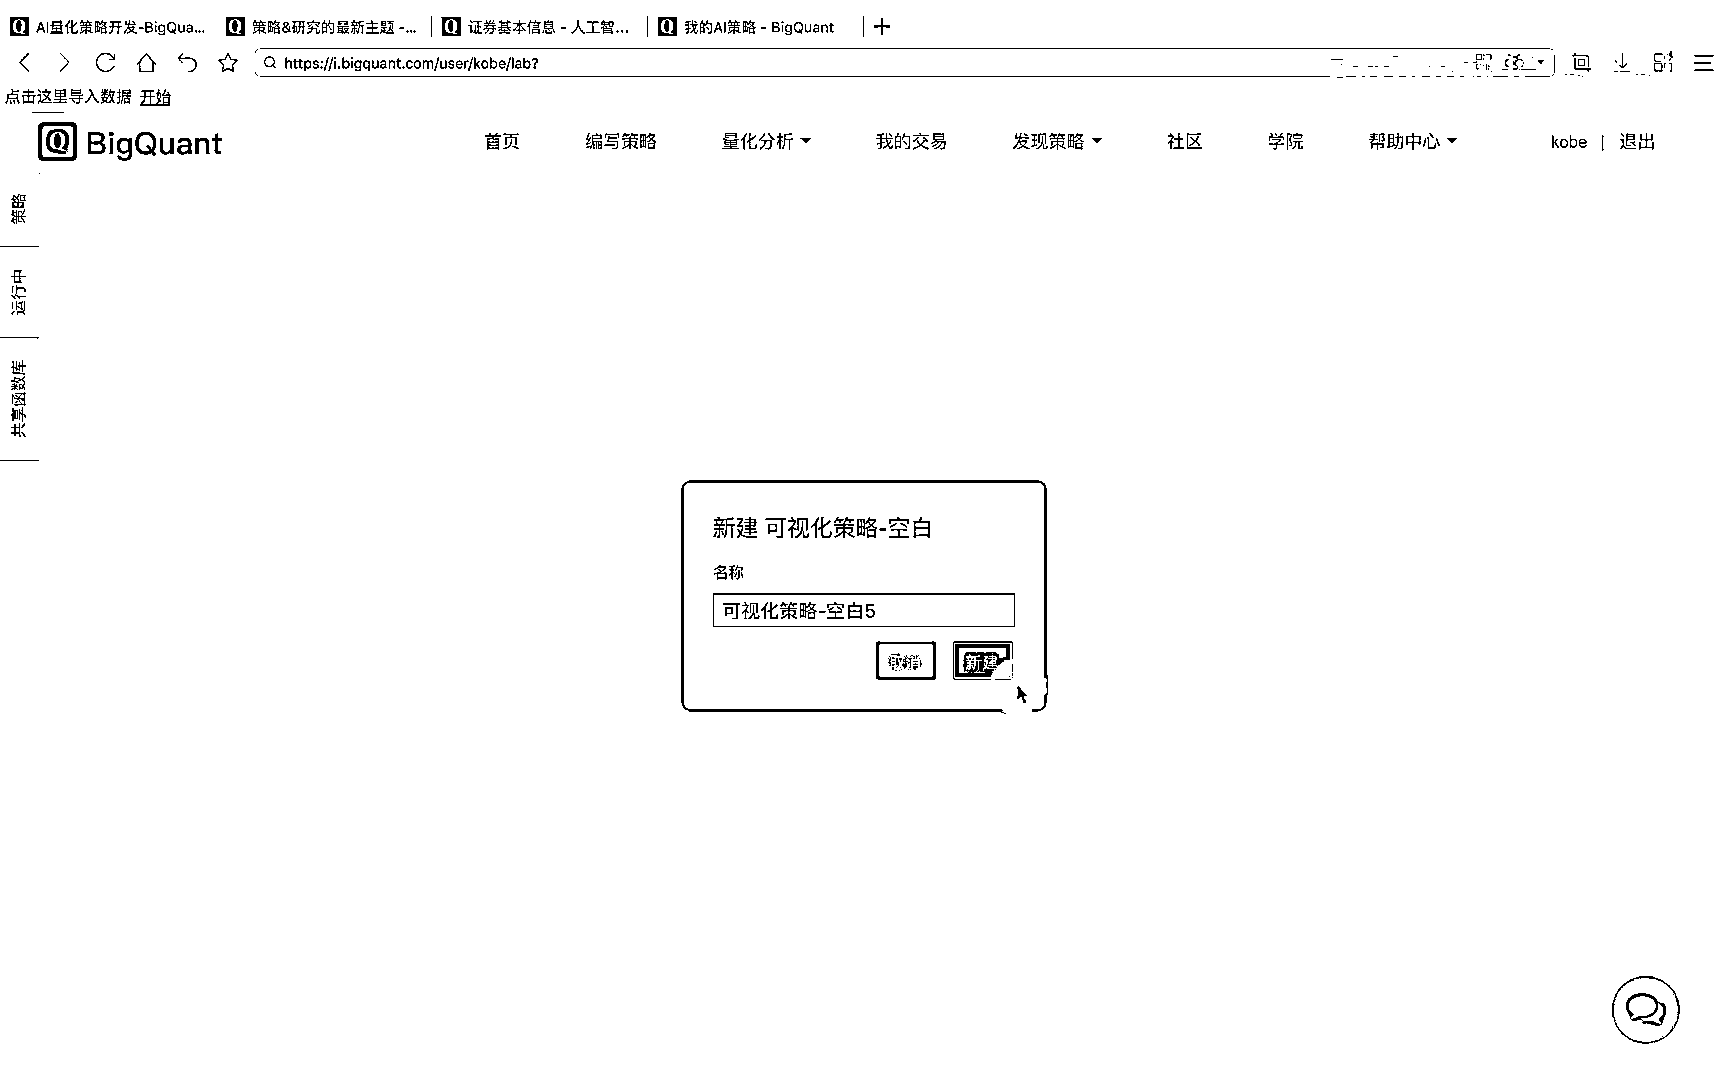 AI量化策略开发-BigQua...
策略&研究的最新主题 -...
证券基本信息 - 人工智...
我的AI策略 - BigQuant
https://i.bigquant.com/user/kobe/lab?
点击这里导入数据 开始
BigQuant
首页 编写策略 量化分析 我的交易 发现策略 社区 学院 帮助中心 kobe | 退出
策略
运行中
共享函数库
新建 可视化策略-空白
名称
可视化策略-空白5
取消 新建